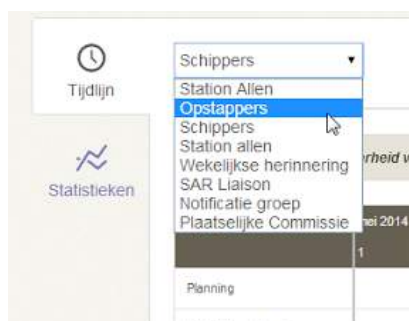 Schippers
Tijdlijn
Station Allen
Opstappers
Schippers
Station allen
Wekelijkse herinnering
SAR Liaison
Notificatie groep
Plaatselijke Commissie
Statistieken
mei 2014
1
Planning